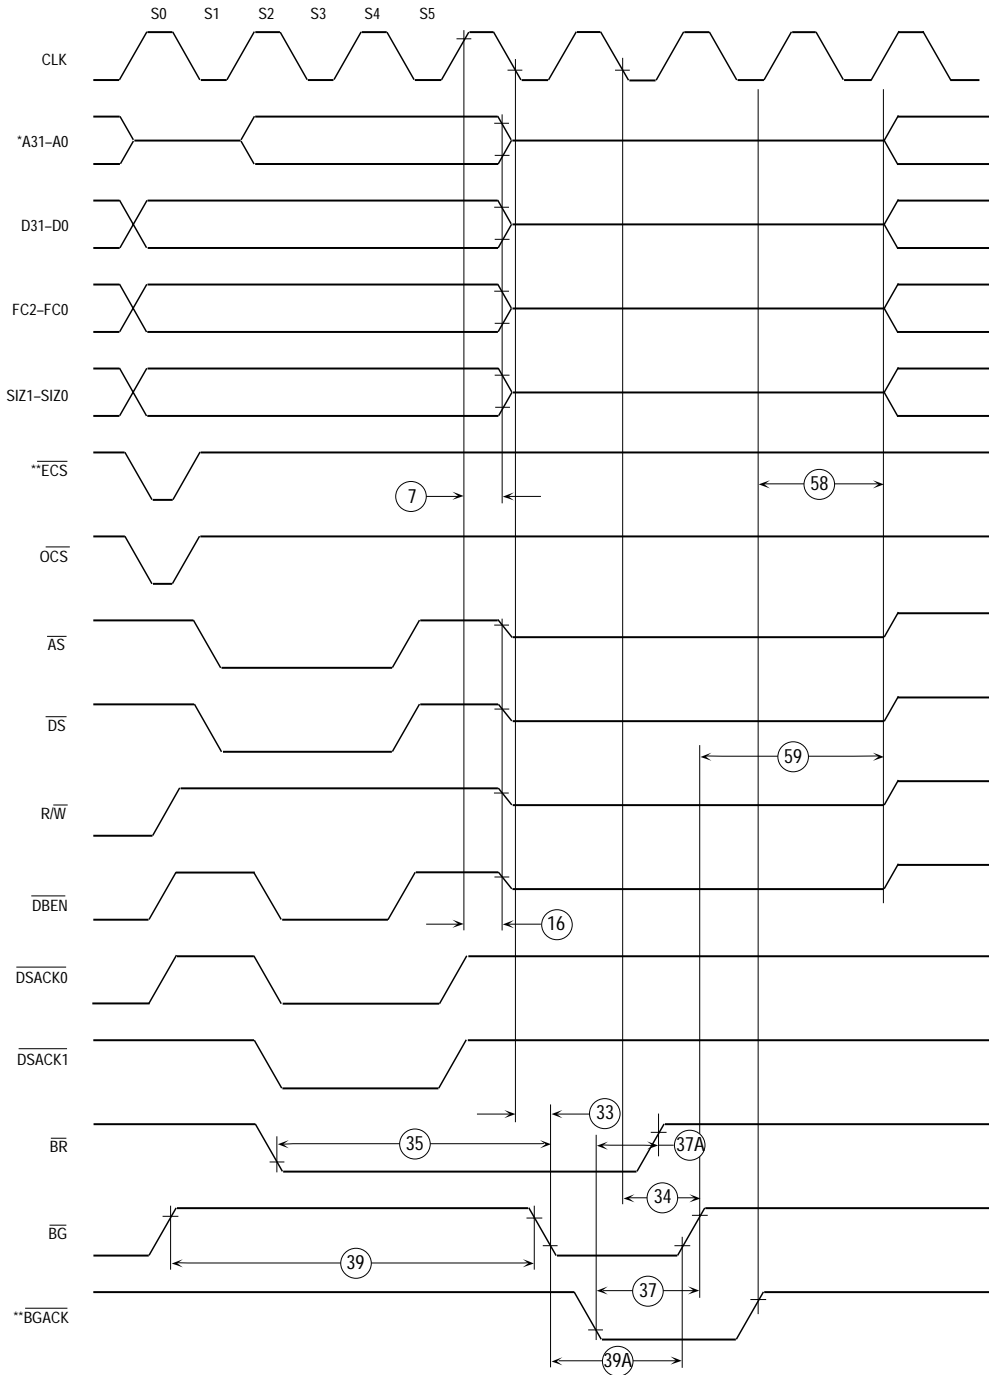 S0 S1 S2 S3 S4 S5
CLK
*A31–A0
D31–D0
FC2–FC0
SIZ1–SIZ0
**ECS
58
7
OCS
AS
DS
59
R/W
DBEN
16
DSACK0
DSACK1
33
BR
35
37A
34
BG
39
37
**BGACK
39A